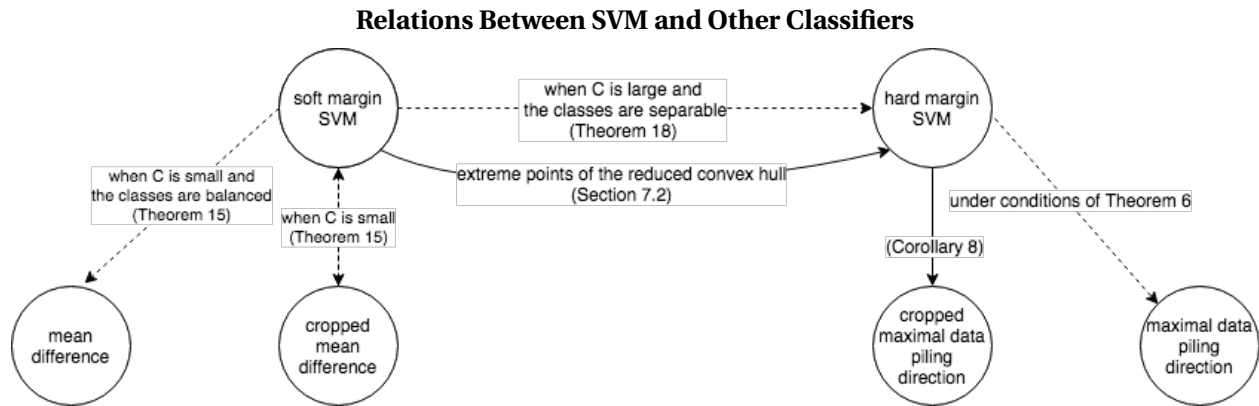 Relations Between SVM and Other Classifiers
soft margin
SVM
when C is large and
the classes are separable
(Theorem 18)
hard margin
SVM
extreme points of the reduced convex hull
(Section 7.2)
when C is small and
the classes are balanced
(Theorem 15)
when C is small
(Theorem 15)
under conditions of Theorem 6
(Corollary 8)
mean
difference
cropped
mean
difference
cropped
maximal data
piling
direction
maximal data
piling
direction